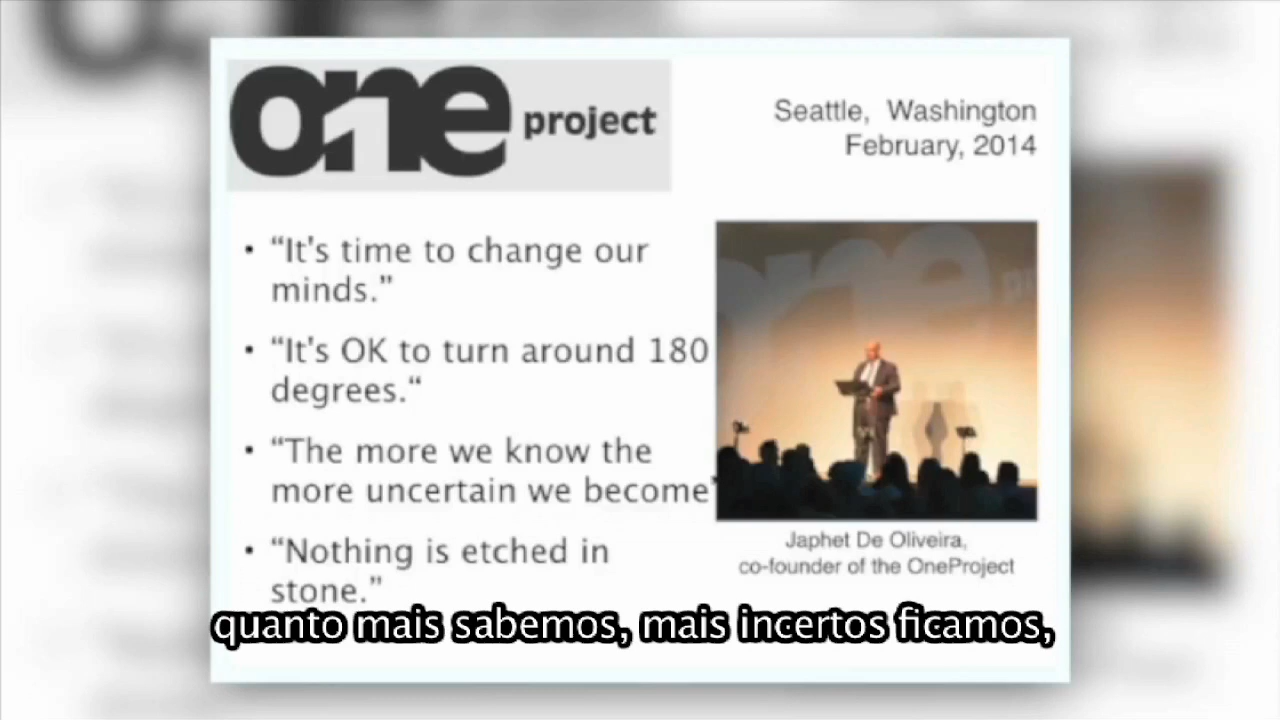 one project
Seattle, Washington
February, 2014
• “It's time to change our
minds.”
• “It's OK to turn around 180
degrees.“
• “The more we know the
more uncertain we become”
• “Nothing is etched in
stone.”
Japhet De Oliveira,
co-founder of the OneProject
quanto mais sabemos, mais incertos ficamos,